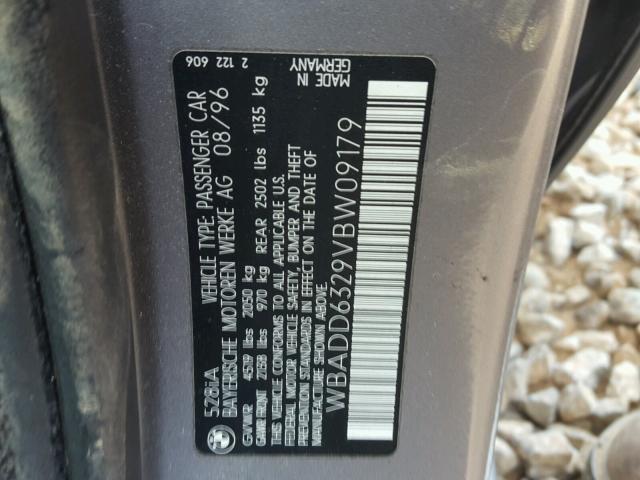 528iA VEHICLE TYPE: PASSENGER CAR 2 122 606
BAYERISCHE MOTOREN WERKE AG 08/96
GVWR 4519 lbs 2050 kg
GAWR FRONT 2138 lbs 970 kg REAR 2502 lbs 1135 kg
THIS VEHICLE CONFORMS TO ALL APPLICABLE U.S.
FEDERAL MOTOR VEHICLE SAFETY, BUMPER AND THEFT
PREVENTION STANDARDS IN EFFECT ON THE DATE OF
MANUFACTURE SHOWN ABOVE.
MADE IN
GERMANY
WBADD6329VBW09179